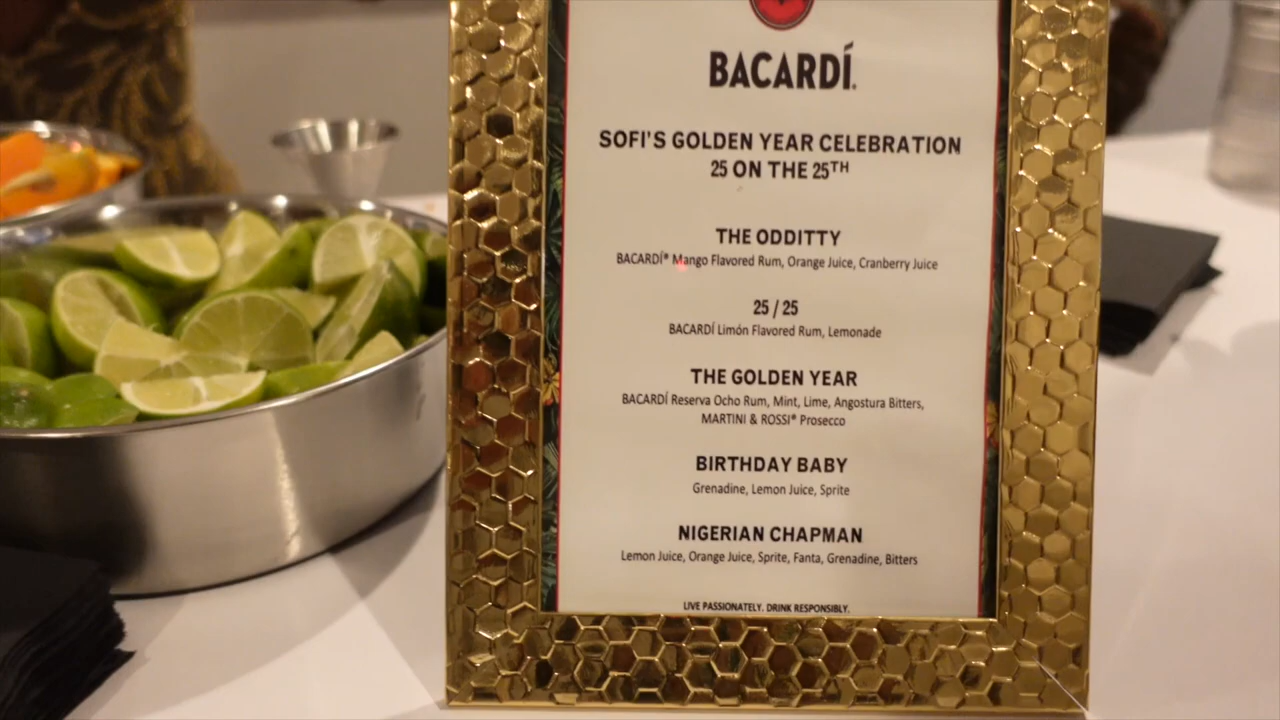 BACARDÍ.
SOFI'S GOLDEN YEAR CELEBRATION
25 ON THE 25TH
THE ODDITTY
BACARDÍ® Mango Flavored Rum, Orange Juice, Cranberry Juice
25 / 25
BACARDÍ Limón Flavored Rum, Lemonade
THE GOLDEN YEAR
BACARDÍ Reserva Ocho Rum, Mint, Lime, Angostura Bitters,
MARTINI & ROSSI® Prosecco
BIRTHDAY BABY
Grenadine, Lemon Juice, Sprite
NIGERIAN CHAPMAN
Lemon Juice, Orange Juice, Sprite, Fanta, Grenadine, Bitters
LIVE PASSIONATELY. DRINK RESPONSIBLY.